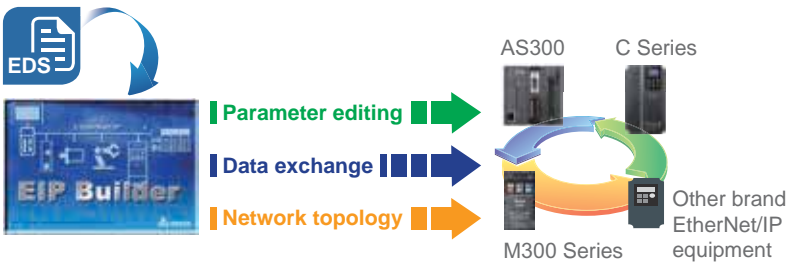 EDS
EIP Builder
Parameter editing
Data exchange
Network topology
AS300
C Series
M300 Series
Other brand
EtherNet/IP
equipment